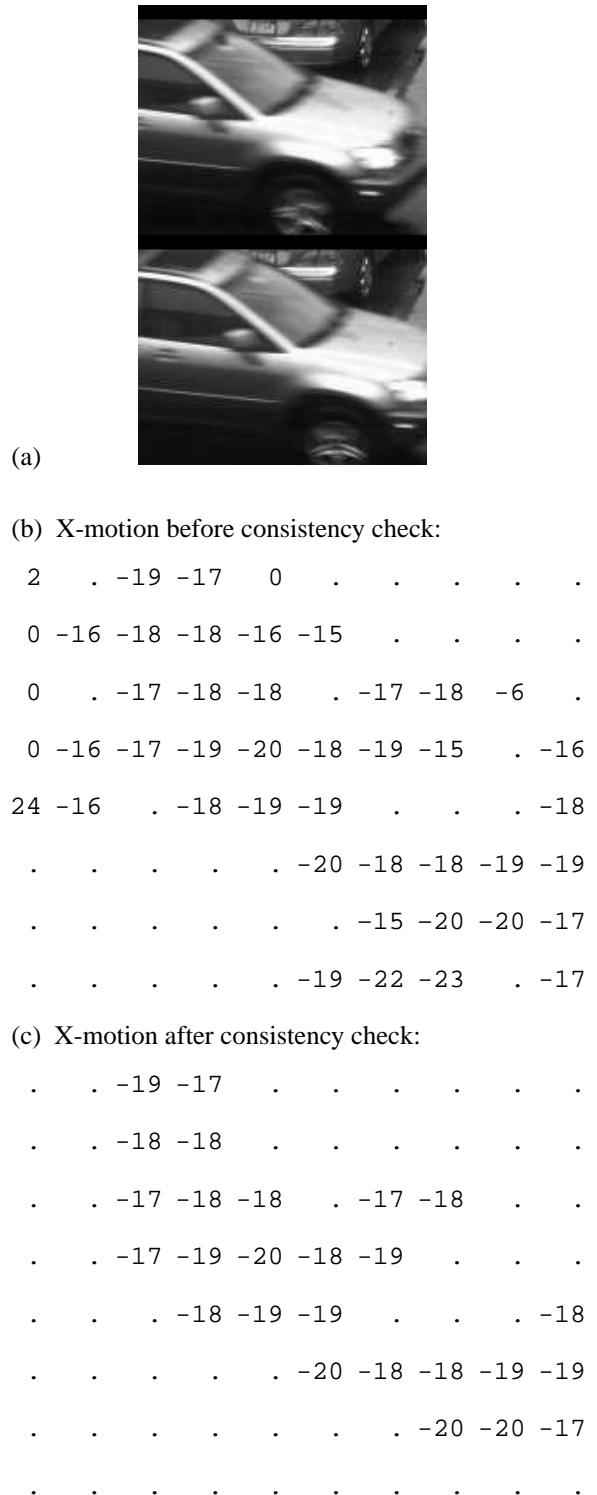 (a)
(b) X-motion before consistency check:
2 . -19 -17 0 . . . . .
0 -16 -18 -18 -16 -15 . . . .
0 . -17 -18 -18 . -17 -18 -6 .
0 -16 -17 -19 -20 -18 -19 -15 . -16
24 -16 . -18 -19 -19 . . . -18
. . . . . -20 -18 -18 -19 -19
. . . . . . -15 -20 -20 -17
. . . . . -19 -22 -23 . -17
(c) X-motion after consistency check:
. . -19 -17 . . . . . .
. . -18 -18 . . . . . .
. . -17 -18 -18 . -17 -18 . .
. . -17 -19 -20 -18 -19 . . .
. . . -18 -19 -19 . . . -18
. . . . . -20 -18 -18 -19 -19
. . . . . . . -20 -20 -17
. . . . . . . . . .